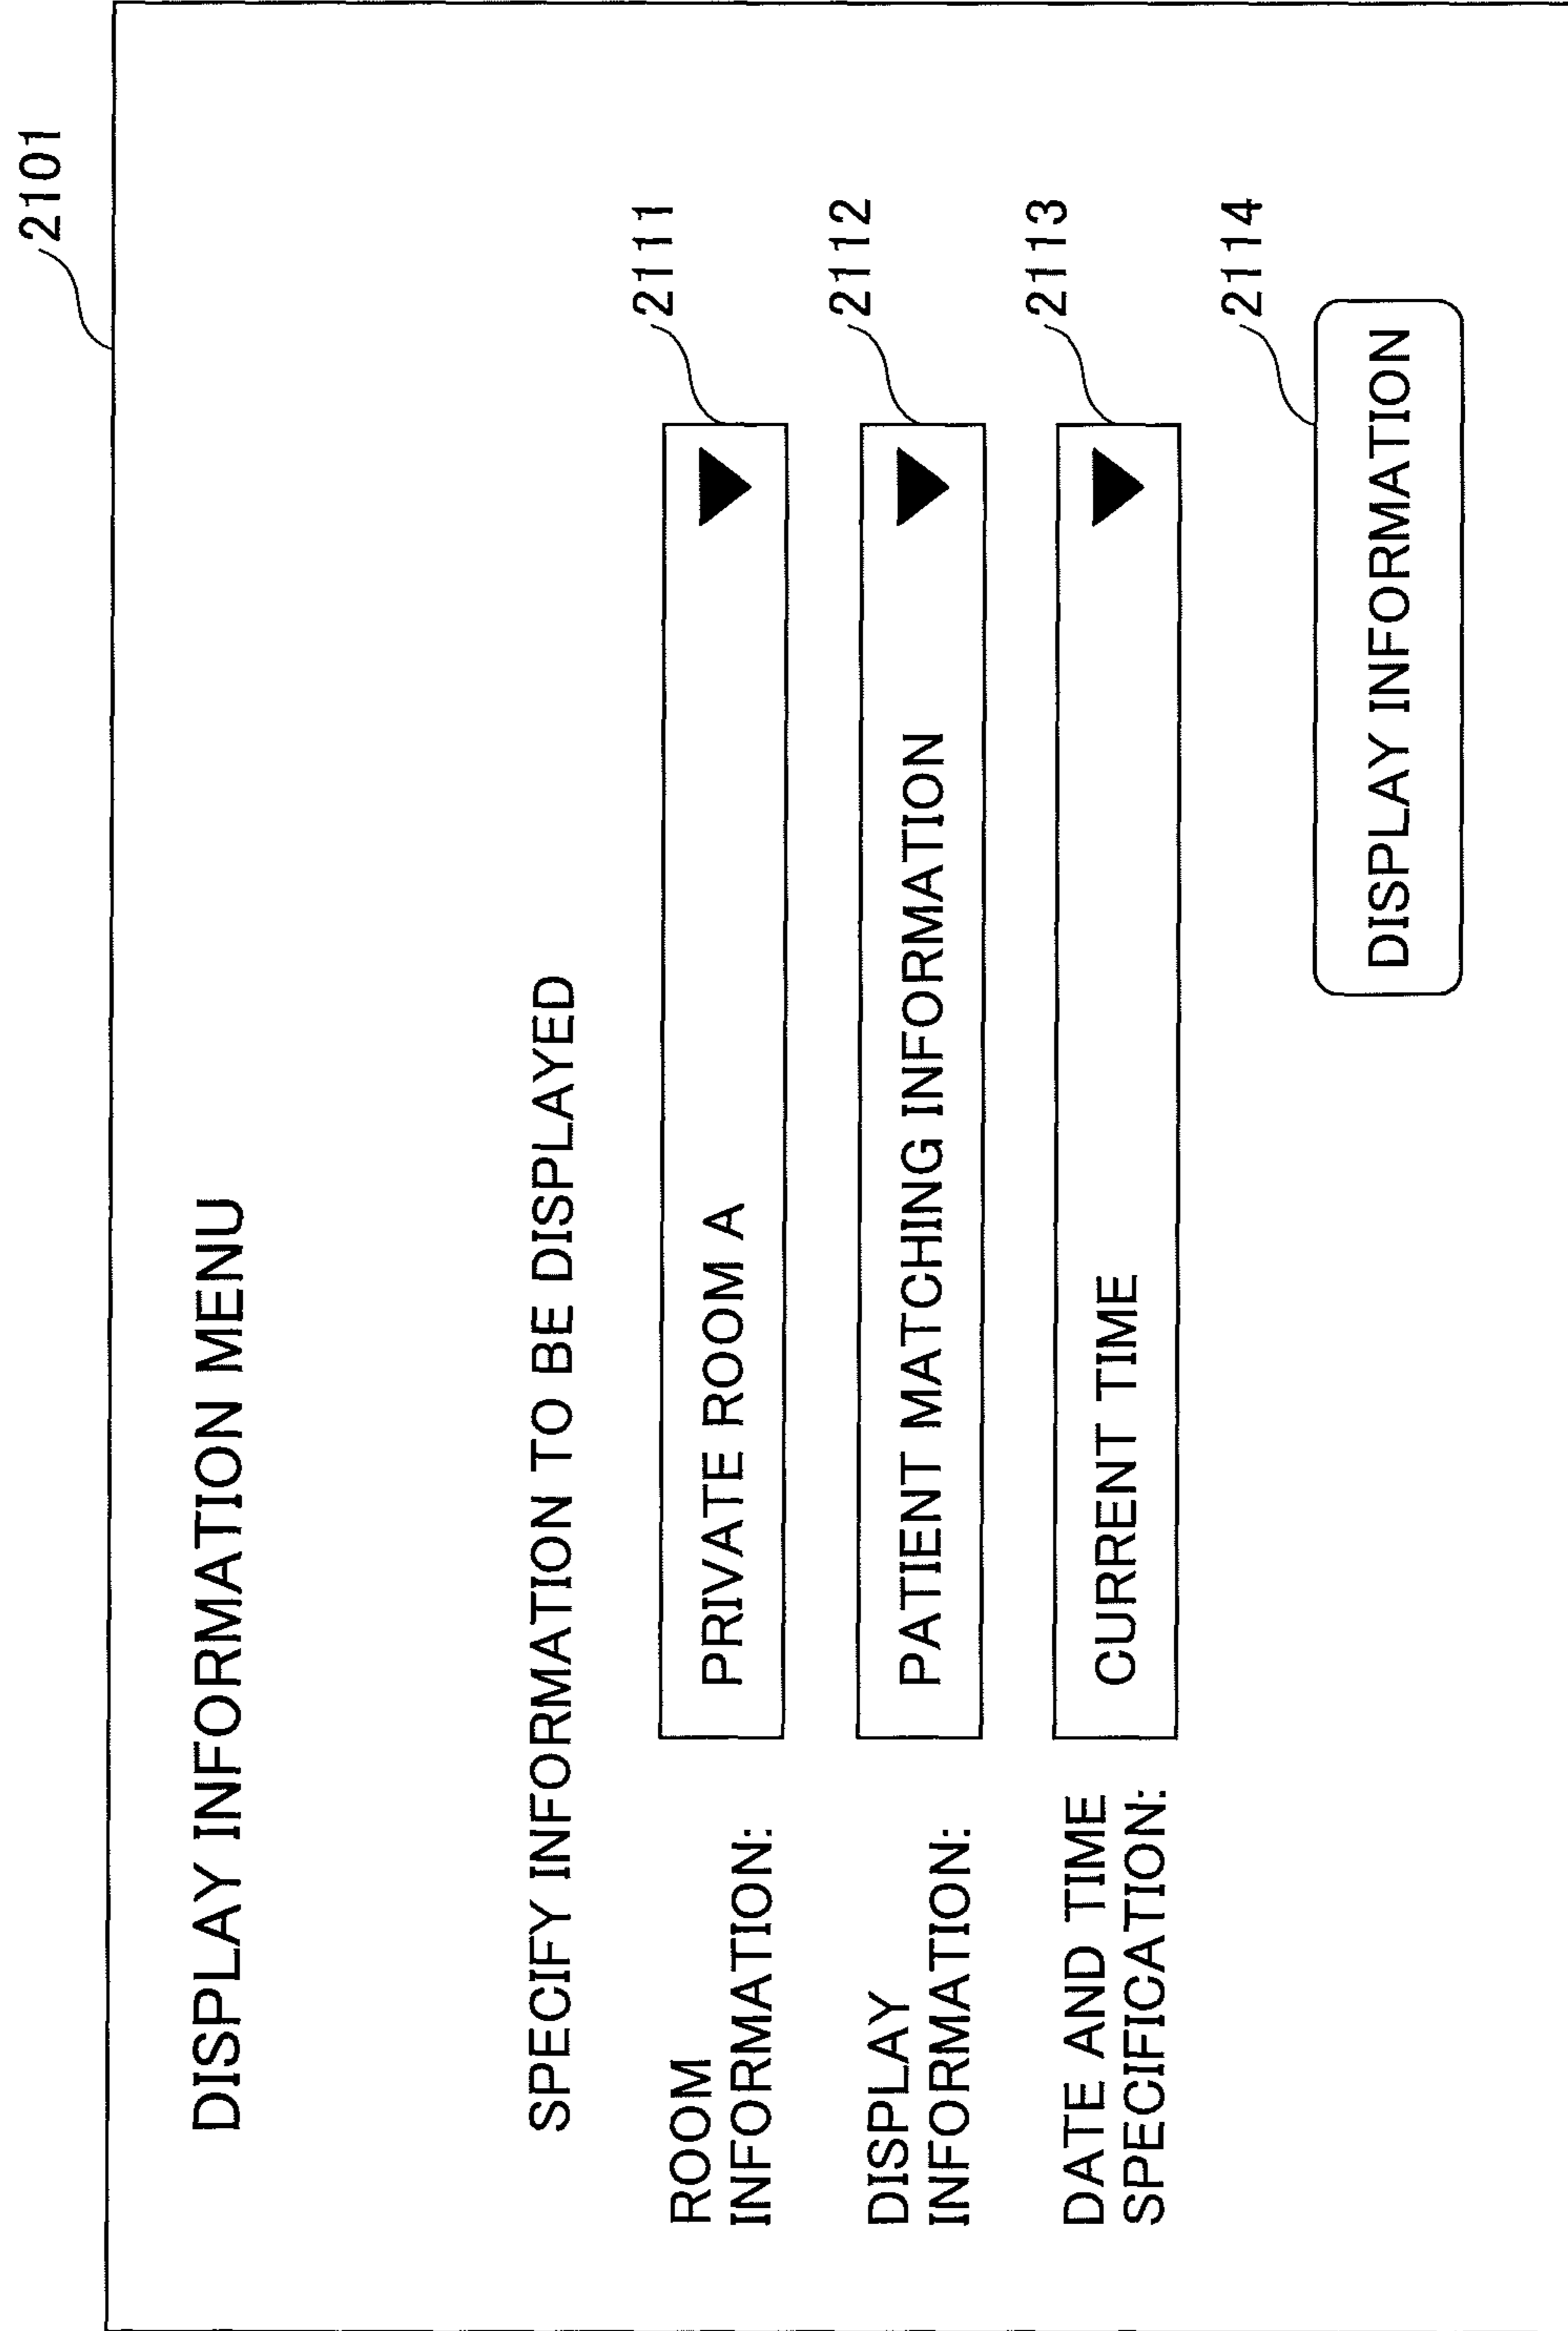 2101
DISPLAY INFORMATION MENU
SPECIFY INFORMATION TO BE DISPLAYED
2111
ROOM
INFORMATION:
PRIVATE ROOM A
2112
DISPLAY
INFORMATION:
PATIENT MATCHING INFORMATION
2113
DATE AND TIME
SPECIFICATION:
CURRENT TIME
2114
DISPLAY INFORMATION